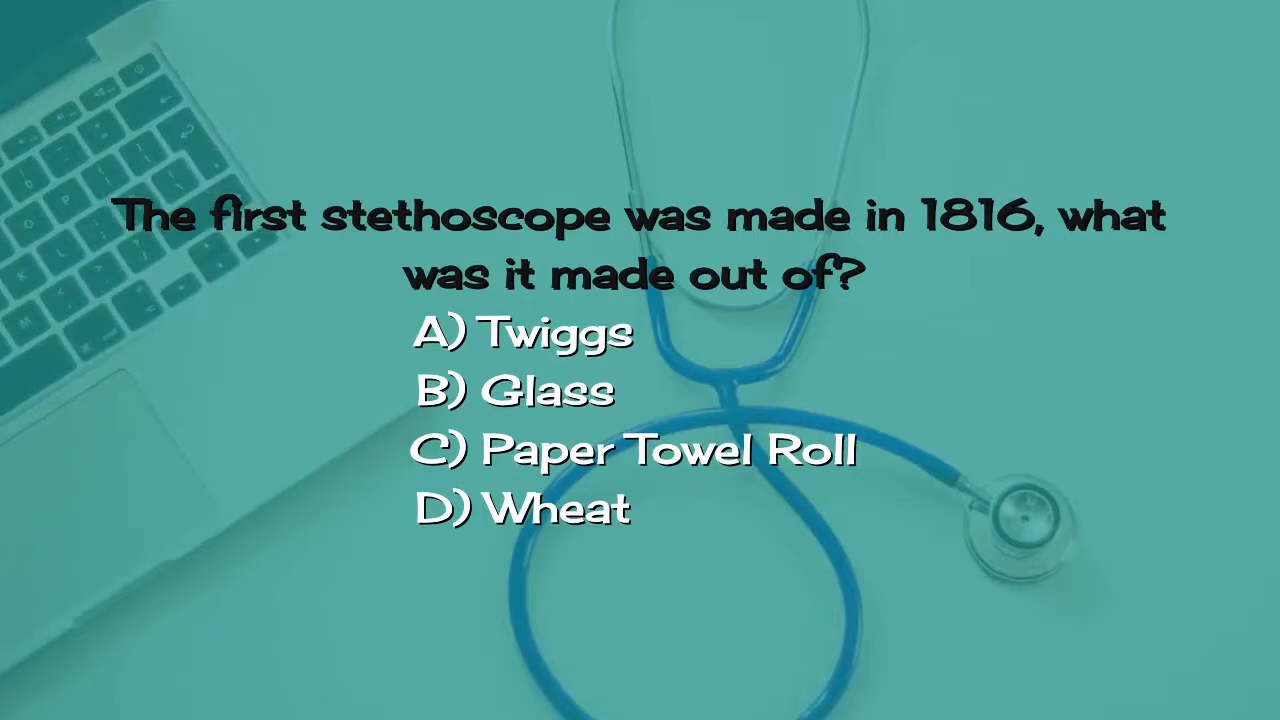 The first stethoscope was made in 1816, what
was it made out of?
A) Twiggs
B) Glass
C) Paper Towel Roll
D) Wheat